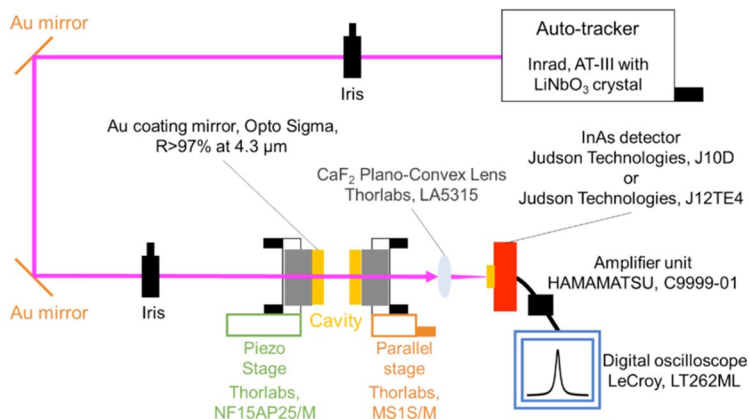 Au mirror
Auto-tracker
Inrad, AT-III with
LiNbO3 crystal
Iris
Au coating mirror, Opto Sigma,
R>97% at 4.3 μm
InAs detector
Judson Technologies, J10D
or
Judson Technologies, J12TE4
CaF2 Plano-Convex Lens
Thorlabs, LA5315
Au mirror
Iris
Cavity
Amplifier unit
HAMAMATSU, C9999-01
Piezo
Stage
Thorlabs,
NF15AP25/M
Parallel
stage
Thorlabs,
MS1S/M
Digital oscilloscope
LeCroy, LT262ML